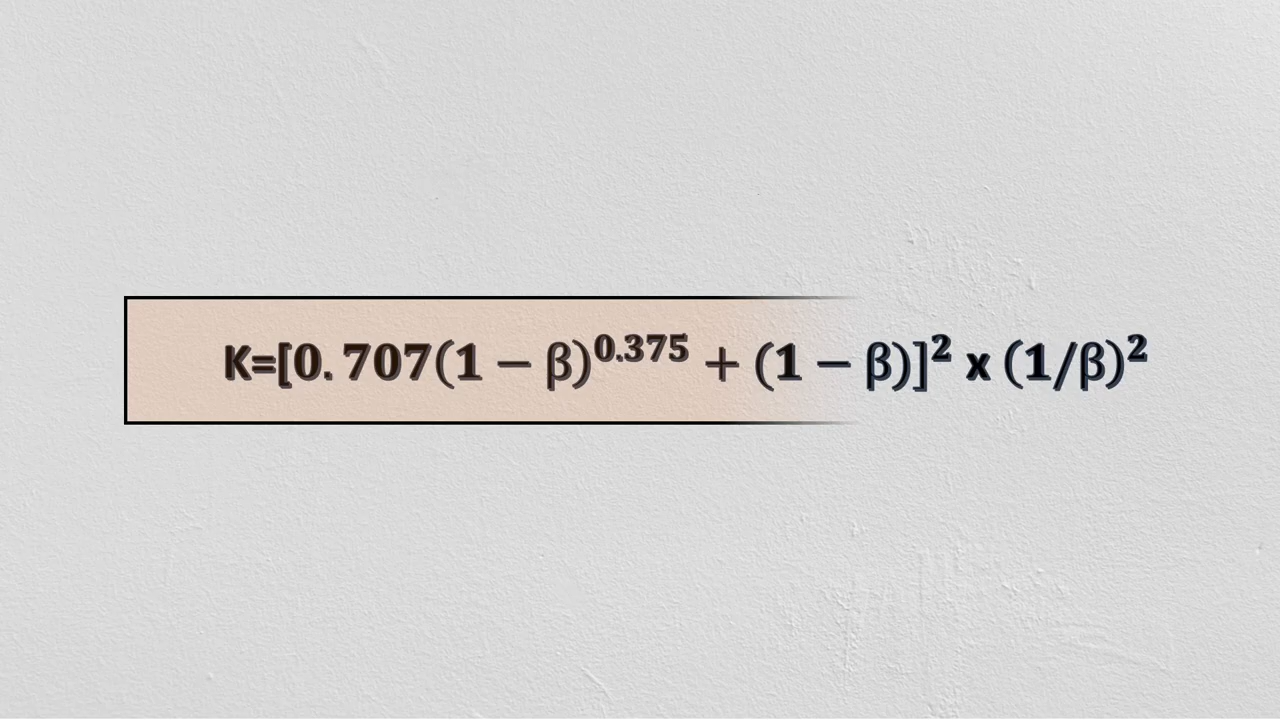 K=[0.707(1 − β)^0.375 + (1 − β)]^2 x (1/β)^2